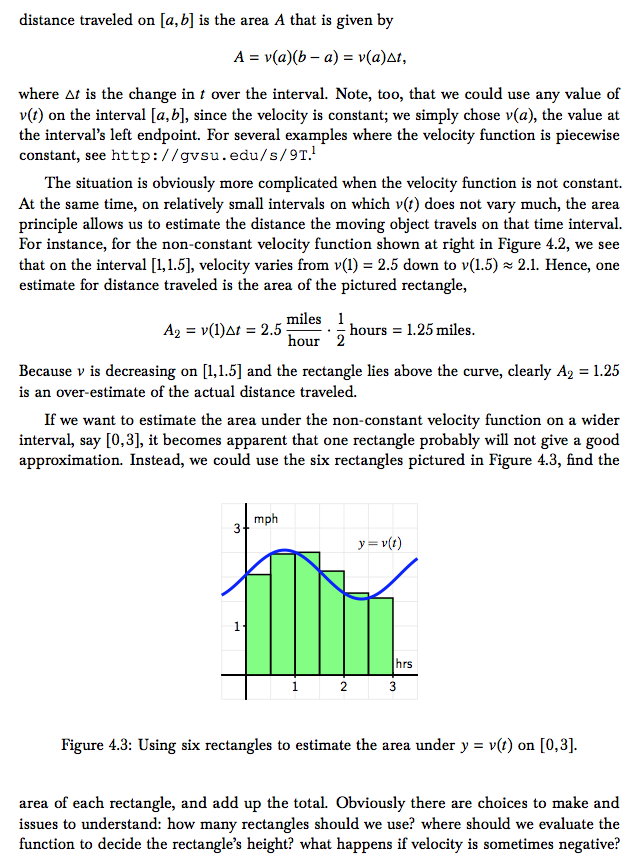 distance traveled on [a, b] is the area A that is given by
A = v(a)(b − a) = v(a)△t,
where △t is the change in t over the interval. Note, too, that we could use any value of
v(t) on the interval [a, b], since the velocity is constant; we simply chose v(a), the value at
the interval's left endpoint. For several examples where the velocity function is piecewise
constant, see http://gvsu.edu/s/9T.¹
The situation is obviously more complicated when the velocity function is not constant.
At the same time, on relatively small intervals on which v(t) does not vary much, the area
principle allows us to estimate the distance the moving object travels on that time interval.
For instance, for the non-constant velocity function shown at right in Figure 4.2, we see
that on the interval [1,1.5], velocity varies from v(1) = 2.5 down to v(1.5) ≈ 2.1. Hence, one
estimate for distance traveled is the area of the pictured rectangle,
A₂ = v(1)△t = 2.5 miles/hour · 1/2 hours = 1.25 miles.
Because v is decreasing on [1,1.5] and the rectangle lies above the curve, clearly A₂ = 1.25
is an over-estimate of the actual distance traveled.
If we want to estimate the area under the non-constant velocity function on a wider
interval, say [0,3], it becomes apparent that one rectangle probably will not give a good
approximation. Instead, we could use the six rectangles pictured in Figure 4.3, find the
mph
3
y = v(t)
1
hrs
1 2 3
Figure 4.3: Using six rectangles to estimate the area under y = v(t) on [0,3].
area of each rectangle, and add up the total. Obviously there are choices to make and
issues to understand: how many rectangles should we use? where should we evaluate the
function to decide the rectangle's height? what happens if velocity is sometimes negative?